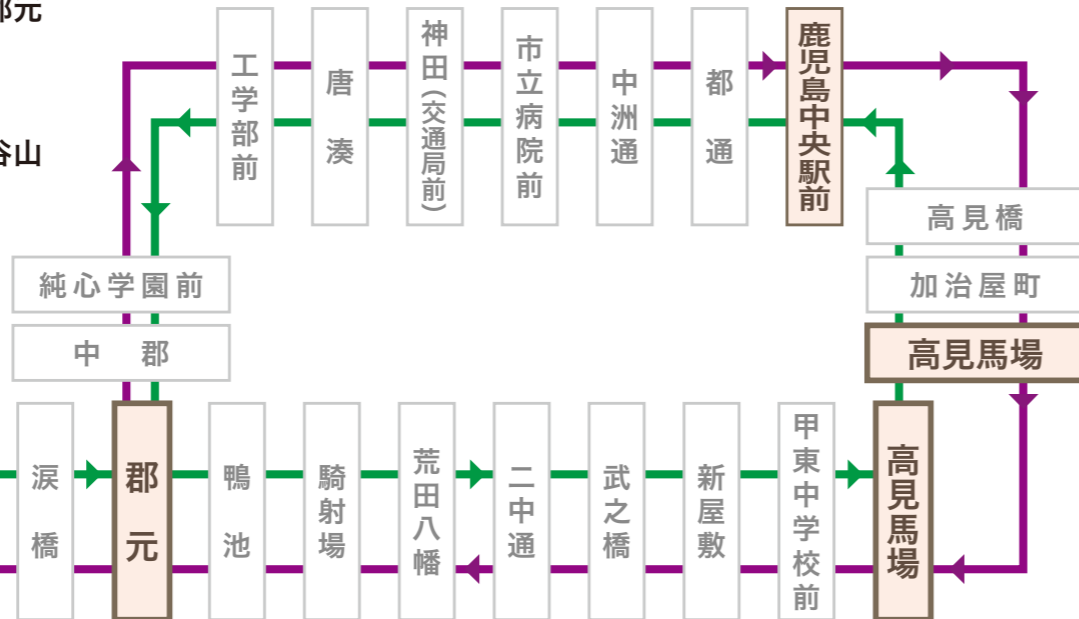 郡元
谷山
工学部前
唐湊
神田(交通局前)
市立病院前
中洲通
都通
鹿児島中央駅前
高見橋
加治屋町
高見馬場
純心学園前
中郡
涙橋
郡元
鴨池
騎射場
荒田八幡
二中通
武之橋
新屋敷
甲東中学校前
高見馬場